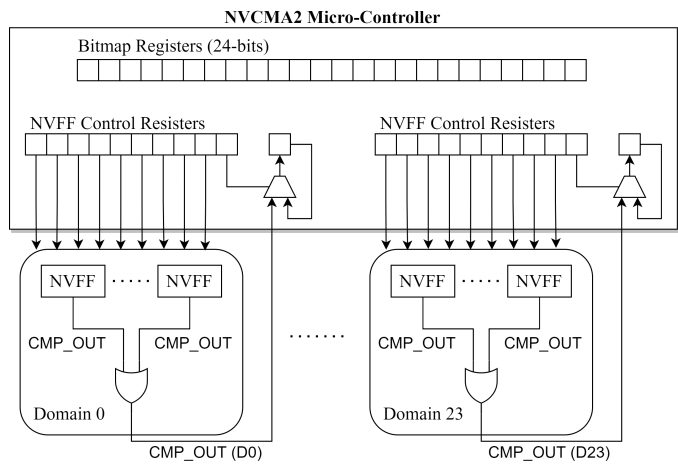 NVCMA2 Micro-Controller
Bitmap Registers (24-bits)
NVFF Control Resisters
NVFF Control Resisters
NVFF ..... NVFF
NVFF ..... NVFF
CMP_OUT CMP_OUT
CMP_OUT CMP_OUT
.......
Domain 0
Domain 23
CMP_OUT (D0)
CMP_OUT (D23)